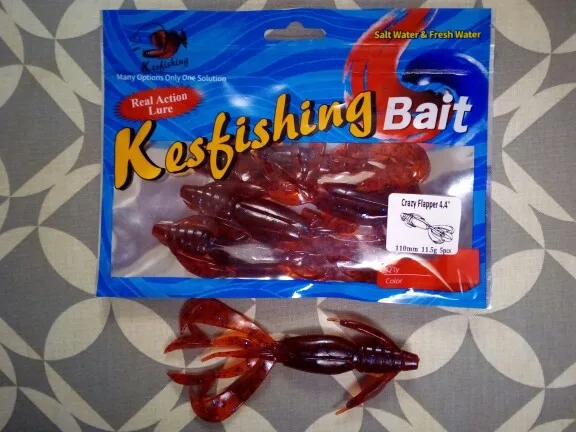 Kesfishing
Many Options Only One Solution
Salt Water & Fresh Water
Real Action
Lure
Kesfishing Bait
Crazy Flapper 4.4"
110mm 11.5g 5pcs
Q'ty
Color